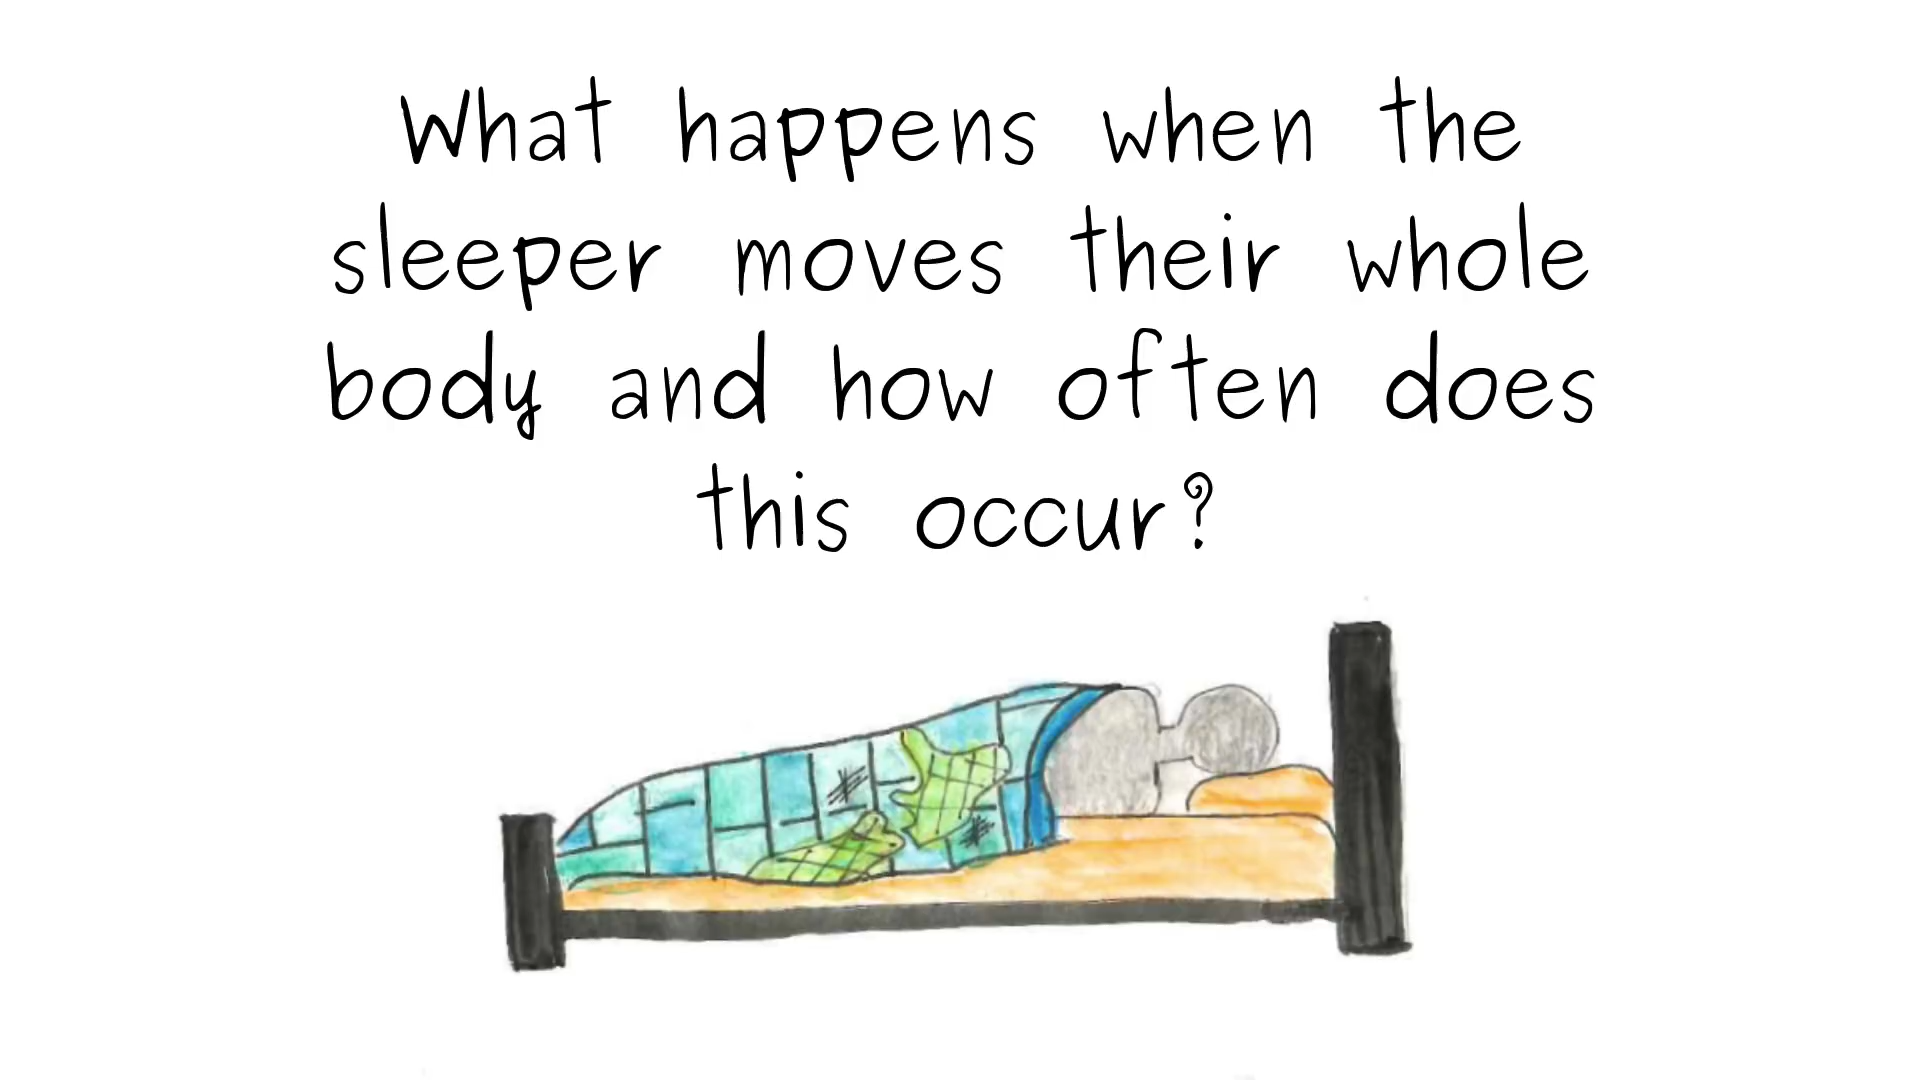 What happens when the
sleeper moves their whole
body and how often does
this occur?